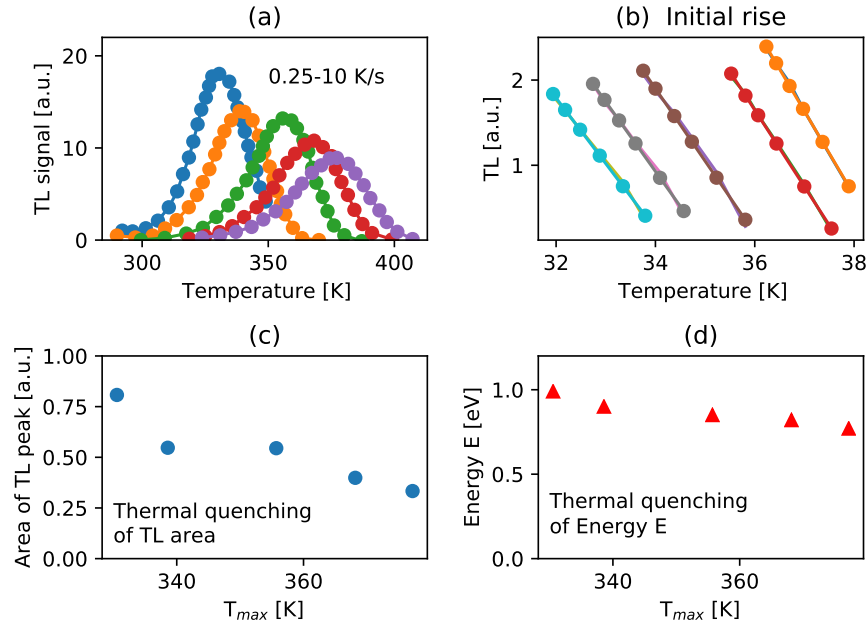 (a)
TL signal [a.u.]
20
10
0
0.25-10 K/s
300
350
400
Temperature [K]
(b) Initial rise
TL [a.u.]
2
1
32
34
36
38
Temperature [K]
(c)
Area of TL peak [a.u.]
1.00
0.75
0.50
0.25
0.00
Thermal quenching
of TL area
340
360
Tmax [K]
(d)
Energy E [eV]
1.0
0.5
0.0
Thermal quenching
of Energy E
340
360
Tmax [K]